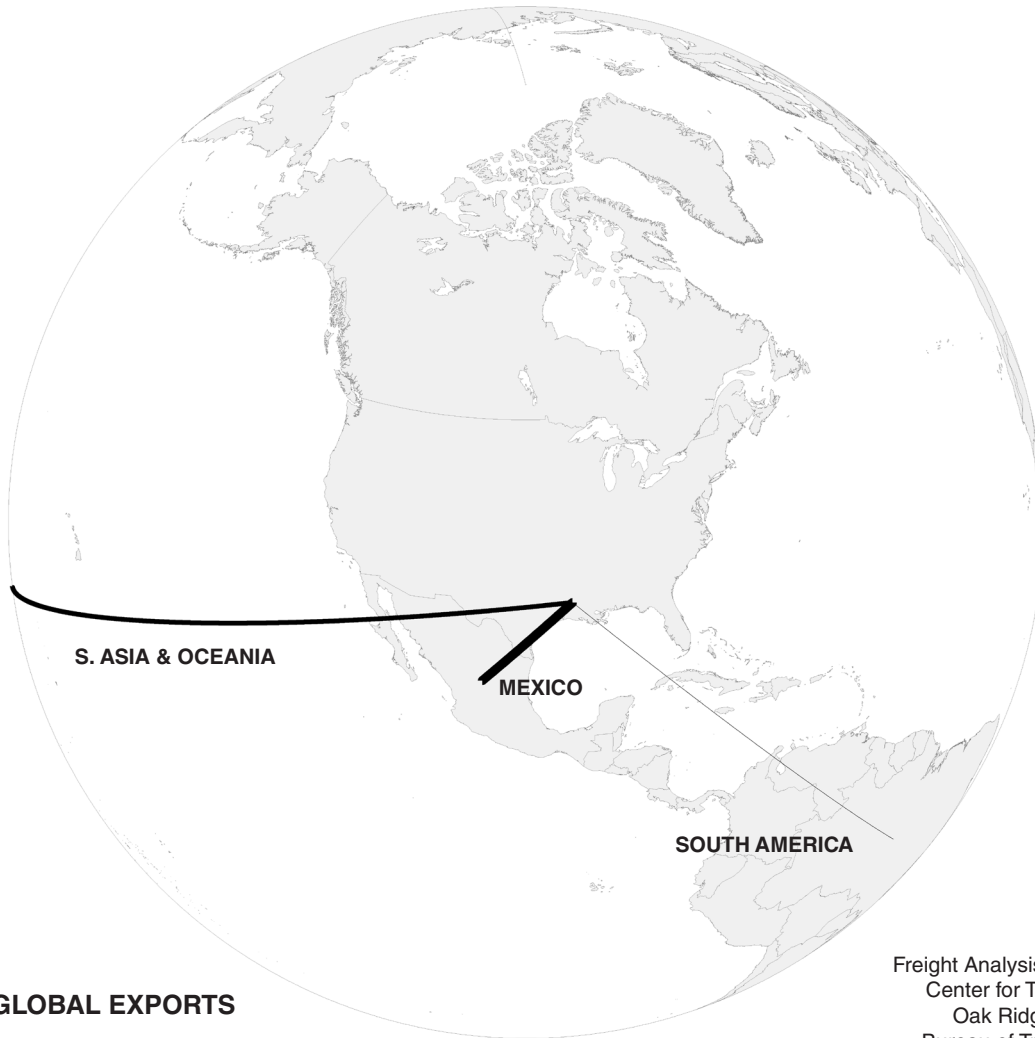 S. ASIA & OCEANIA
MEXICO
SOUTH AMERICA
GLOBAL EXPORTS
Freight Analysis
Center for T
Oak Ridg